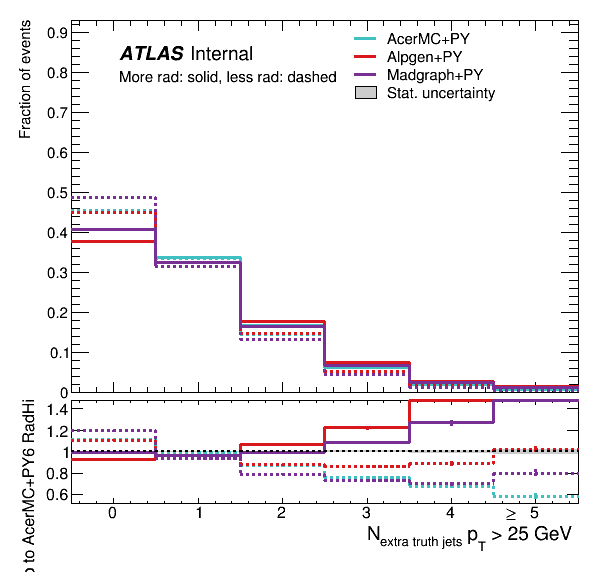 Fraction of events
0.9
0.8
0.7
0.6
0.5
0.4
0.3
0.2
0.1
0
ATLAS Internal
More rad: solid, less rad: dashed
AcerMC+PY
Alpgen+PY
Madgraph+PY
Stat. uncertainty
o to AcerMC+PY6 RadHi
1.4
1.2
1
0.8
0.6
0 1 2 3 4 ≥ 5
N extra truth jets p T > 25 GeV